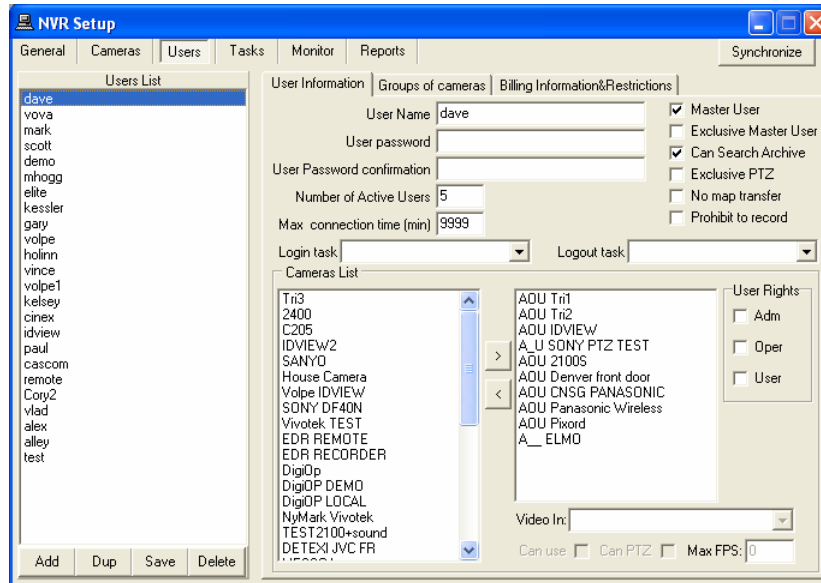 NVR Setup
General Cameras Users Tasks Monitor Reports Synchronize
Users List
dave
vova
mark
scott
demo
mhogg
elite
kessler
gary
volpe
holinn
vince
volpe1
kelsey
cinex
idview
paul
cascom
remote
Cory2
vlad
alex
alley
test
Add Dup Save Delete
User Information Groups of cameras Billing Information&Restrictions
User Name dave
User password
User Password confirmation
Number of Active Users 5
Max connection time (min) 9999
Master User
Exclusive Master User
Can Search Archive
Exclusive PTZ
No map transfer
Prohibit to record
Login task Logout task
Cameras List
Tri3
2400
C205
IDVIEW2
SANYO
House Camera
Volpe IDVIEW
SONY DF40N
Vivotek TEST
EDR REMOTE
EDR RECORDER
DigiOp
DigiOP DEMO
DigiOP LOCAL
NyMark Vivotek
TEST2100+sound
DETEXI JVC FR
>
<
AOU Tri1
AOU Tri2
AOU IDVIEW
A_U SONY PTZ TEST
AOU 2100S
AOU Denver front door
AOU CNSG PANASONIC
AOU Panasonic Wireless
AOU Pixord
A__ ELMO
User Rights
Adm
Oper
User
Video In:
Can use Can PTZ Max FPS: 0